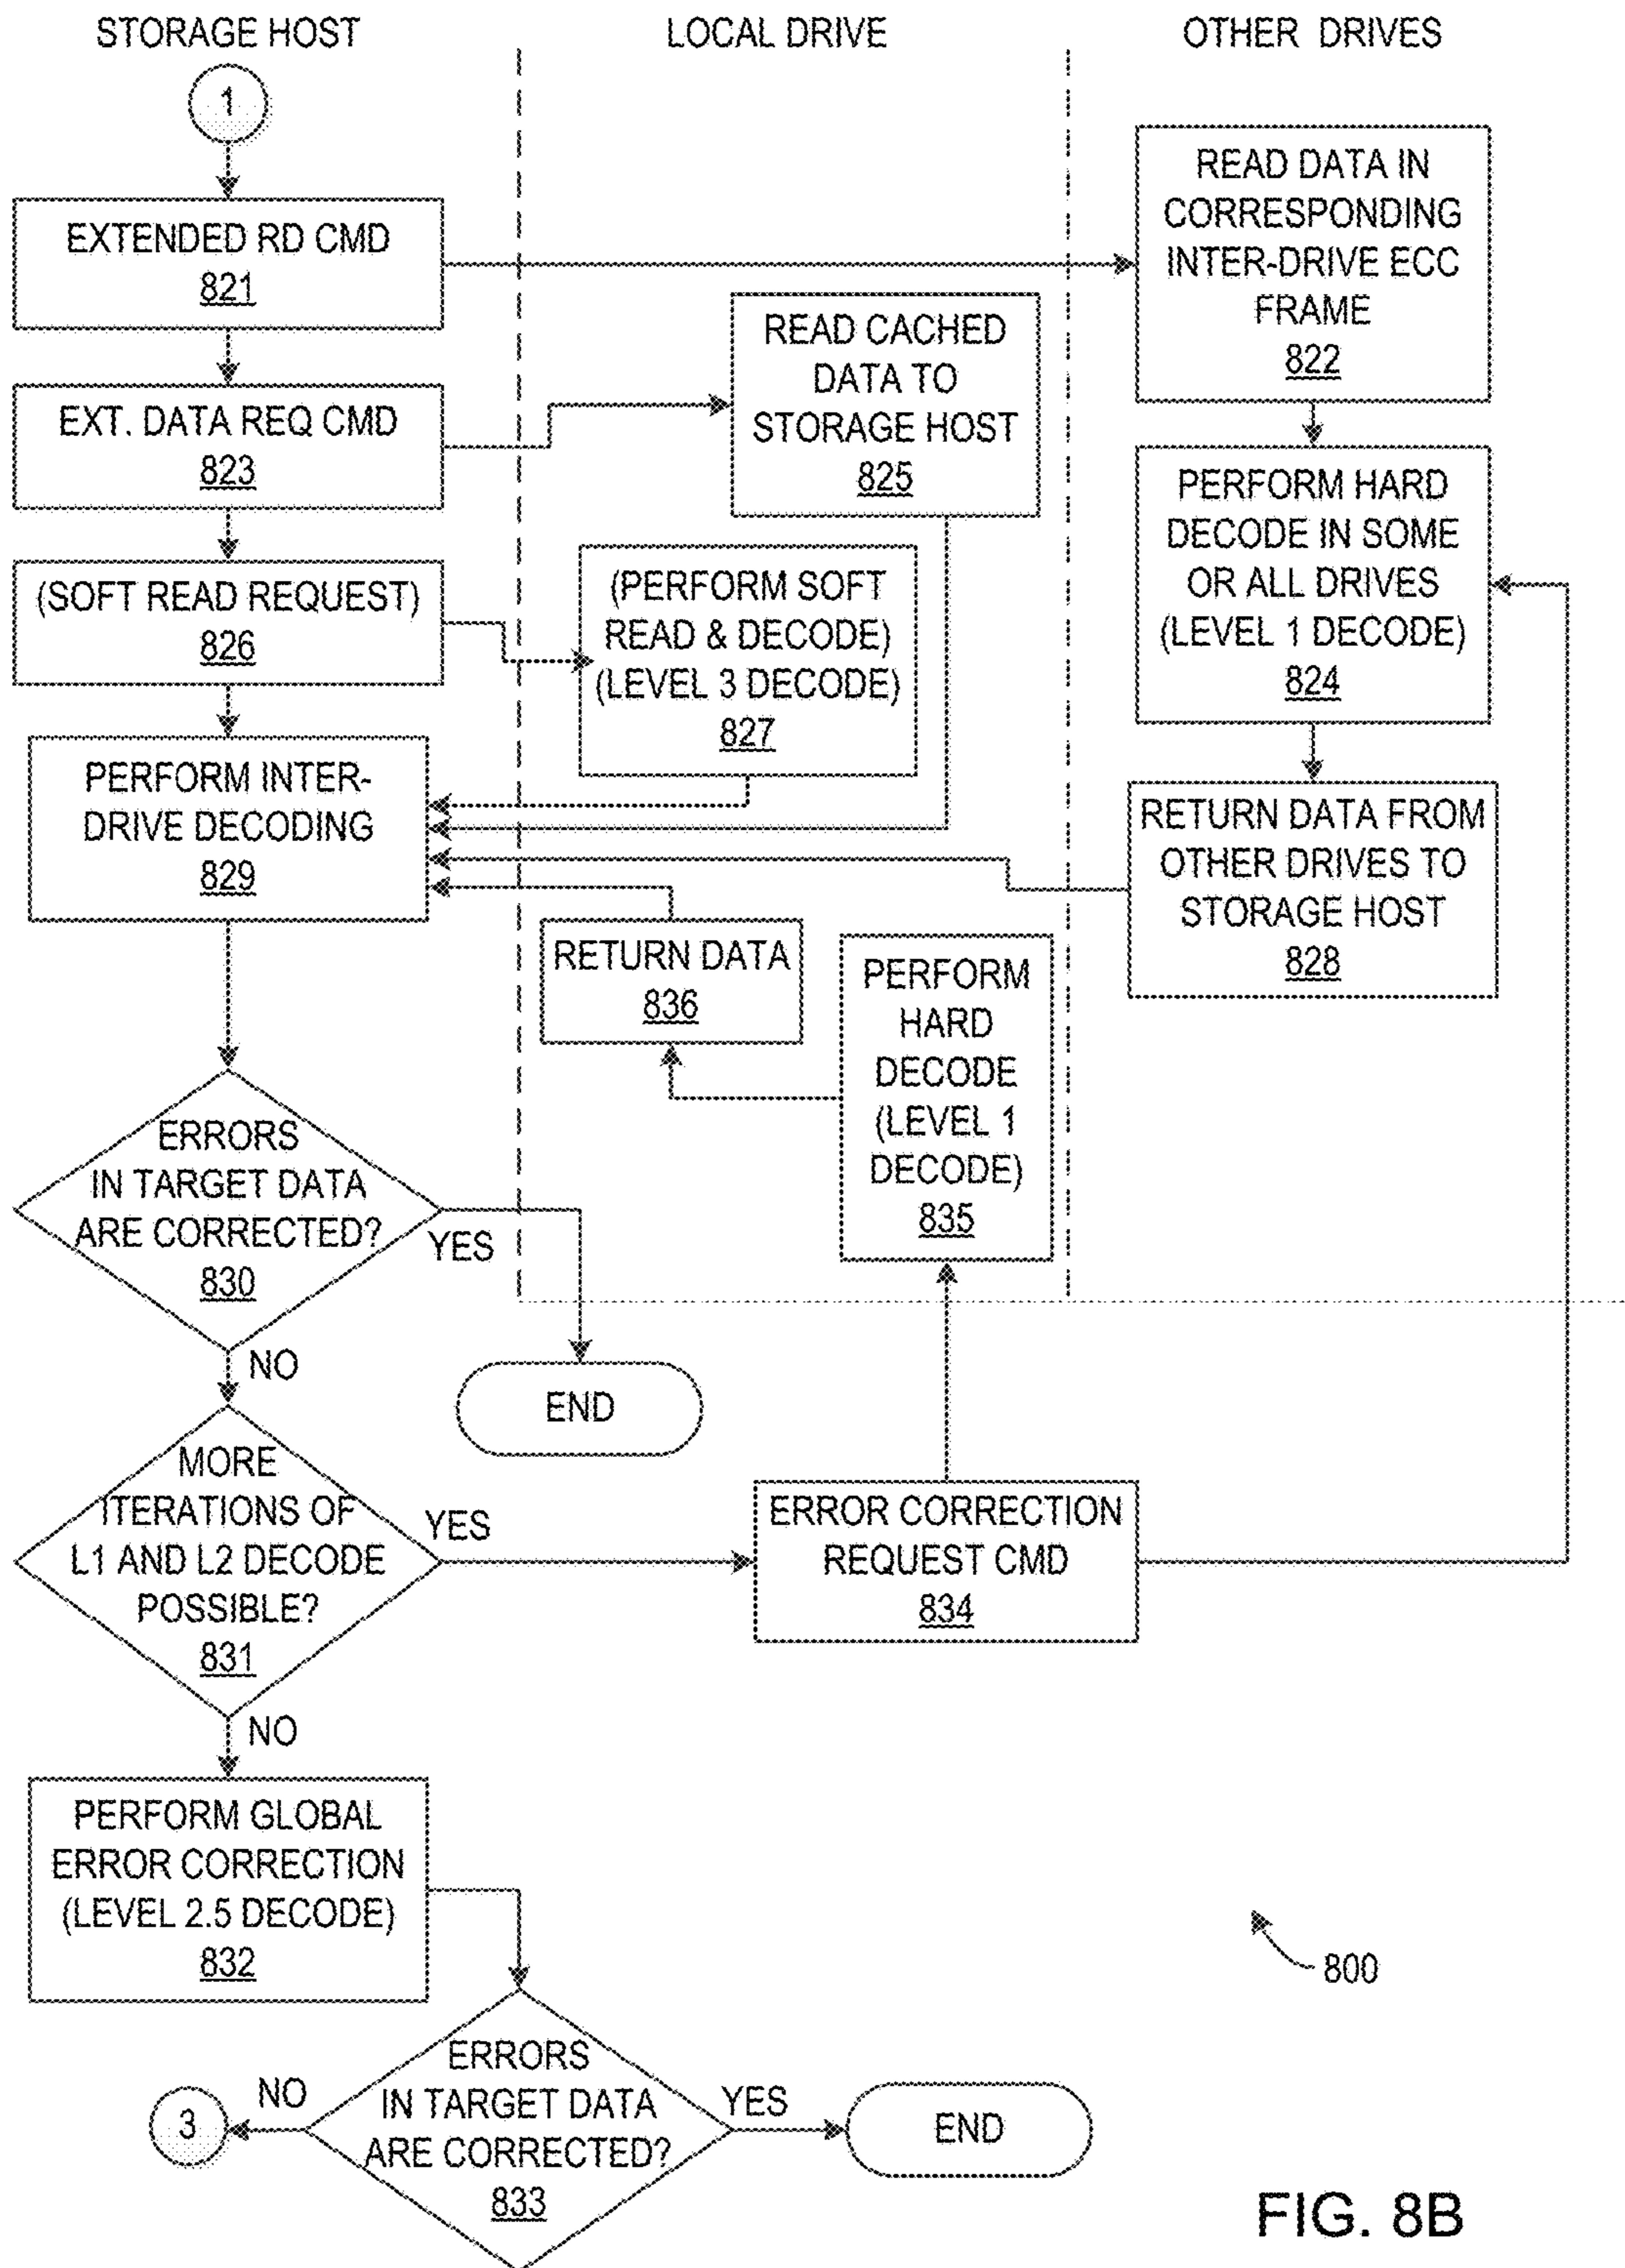 STORAGE HOST
LOCAL DRIVE
OTHER DRIVES
1
EXTENDED RD CMD
821
READ DATA IN
CORRESPONDING
INTER-DRIVE ECC
FRAME
822
EXT. DATA REQ CMD
823
READ CACHED
DATA TO
STORAGE HOST
825
PERFORM HARD
DECODE IN SOME
OR ALL DRIVES
(LEVEL 1 DECODE)
824
(SOFT READ REQUEST)
826
(PERFORM SOFT
READ & DECODE)
(LEVEL 3 DECODE)
827
PERFORM INTER-
DRIVE DECODING
829
RETURN DATA FROM
OTHER DRIVES TO
STORAGE HOST
828
RETURN DATA
836
PERFORM
HARD
DECODE
(LEVEL 1
DECODE)
835
ERRORS
IN TARGET DATA
ARE CORRECTED?
830
YES
NO
END
MORE
ITERATIONS OF
L1 AND L2 DECODE
POSSIBLE?
831
YES
NO
ERROR CORRECTION
REQUEST CMD
834
PERFORM GLOBAL
ERROR CORRECTION
(LEVEL 2.5 DECODE)
832
800
ERRORS
IN TARGET DATA
ARE CORRECTED?
833
NO
3
YES
END
FIG. 8B